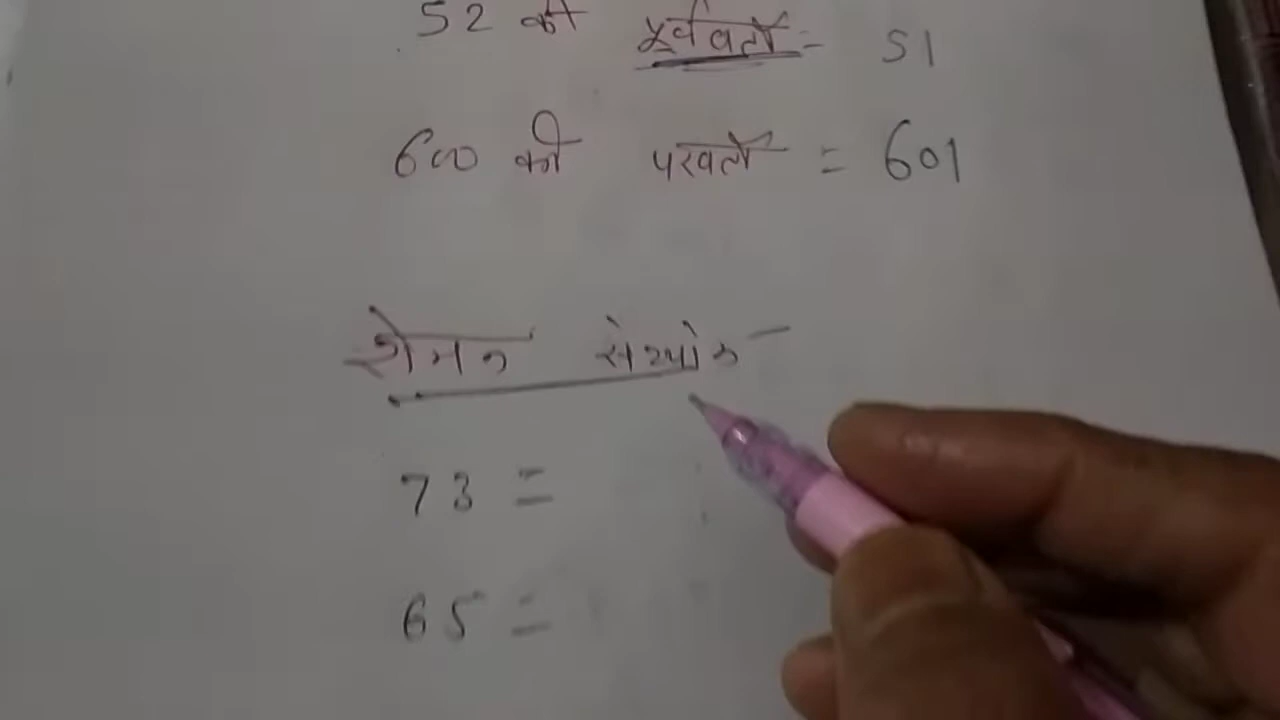 52 की पूर्ववर्ती = 51
600 की परवर्ती = 601
रोमन संख्यांक -
73 =
65 =